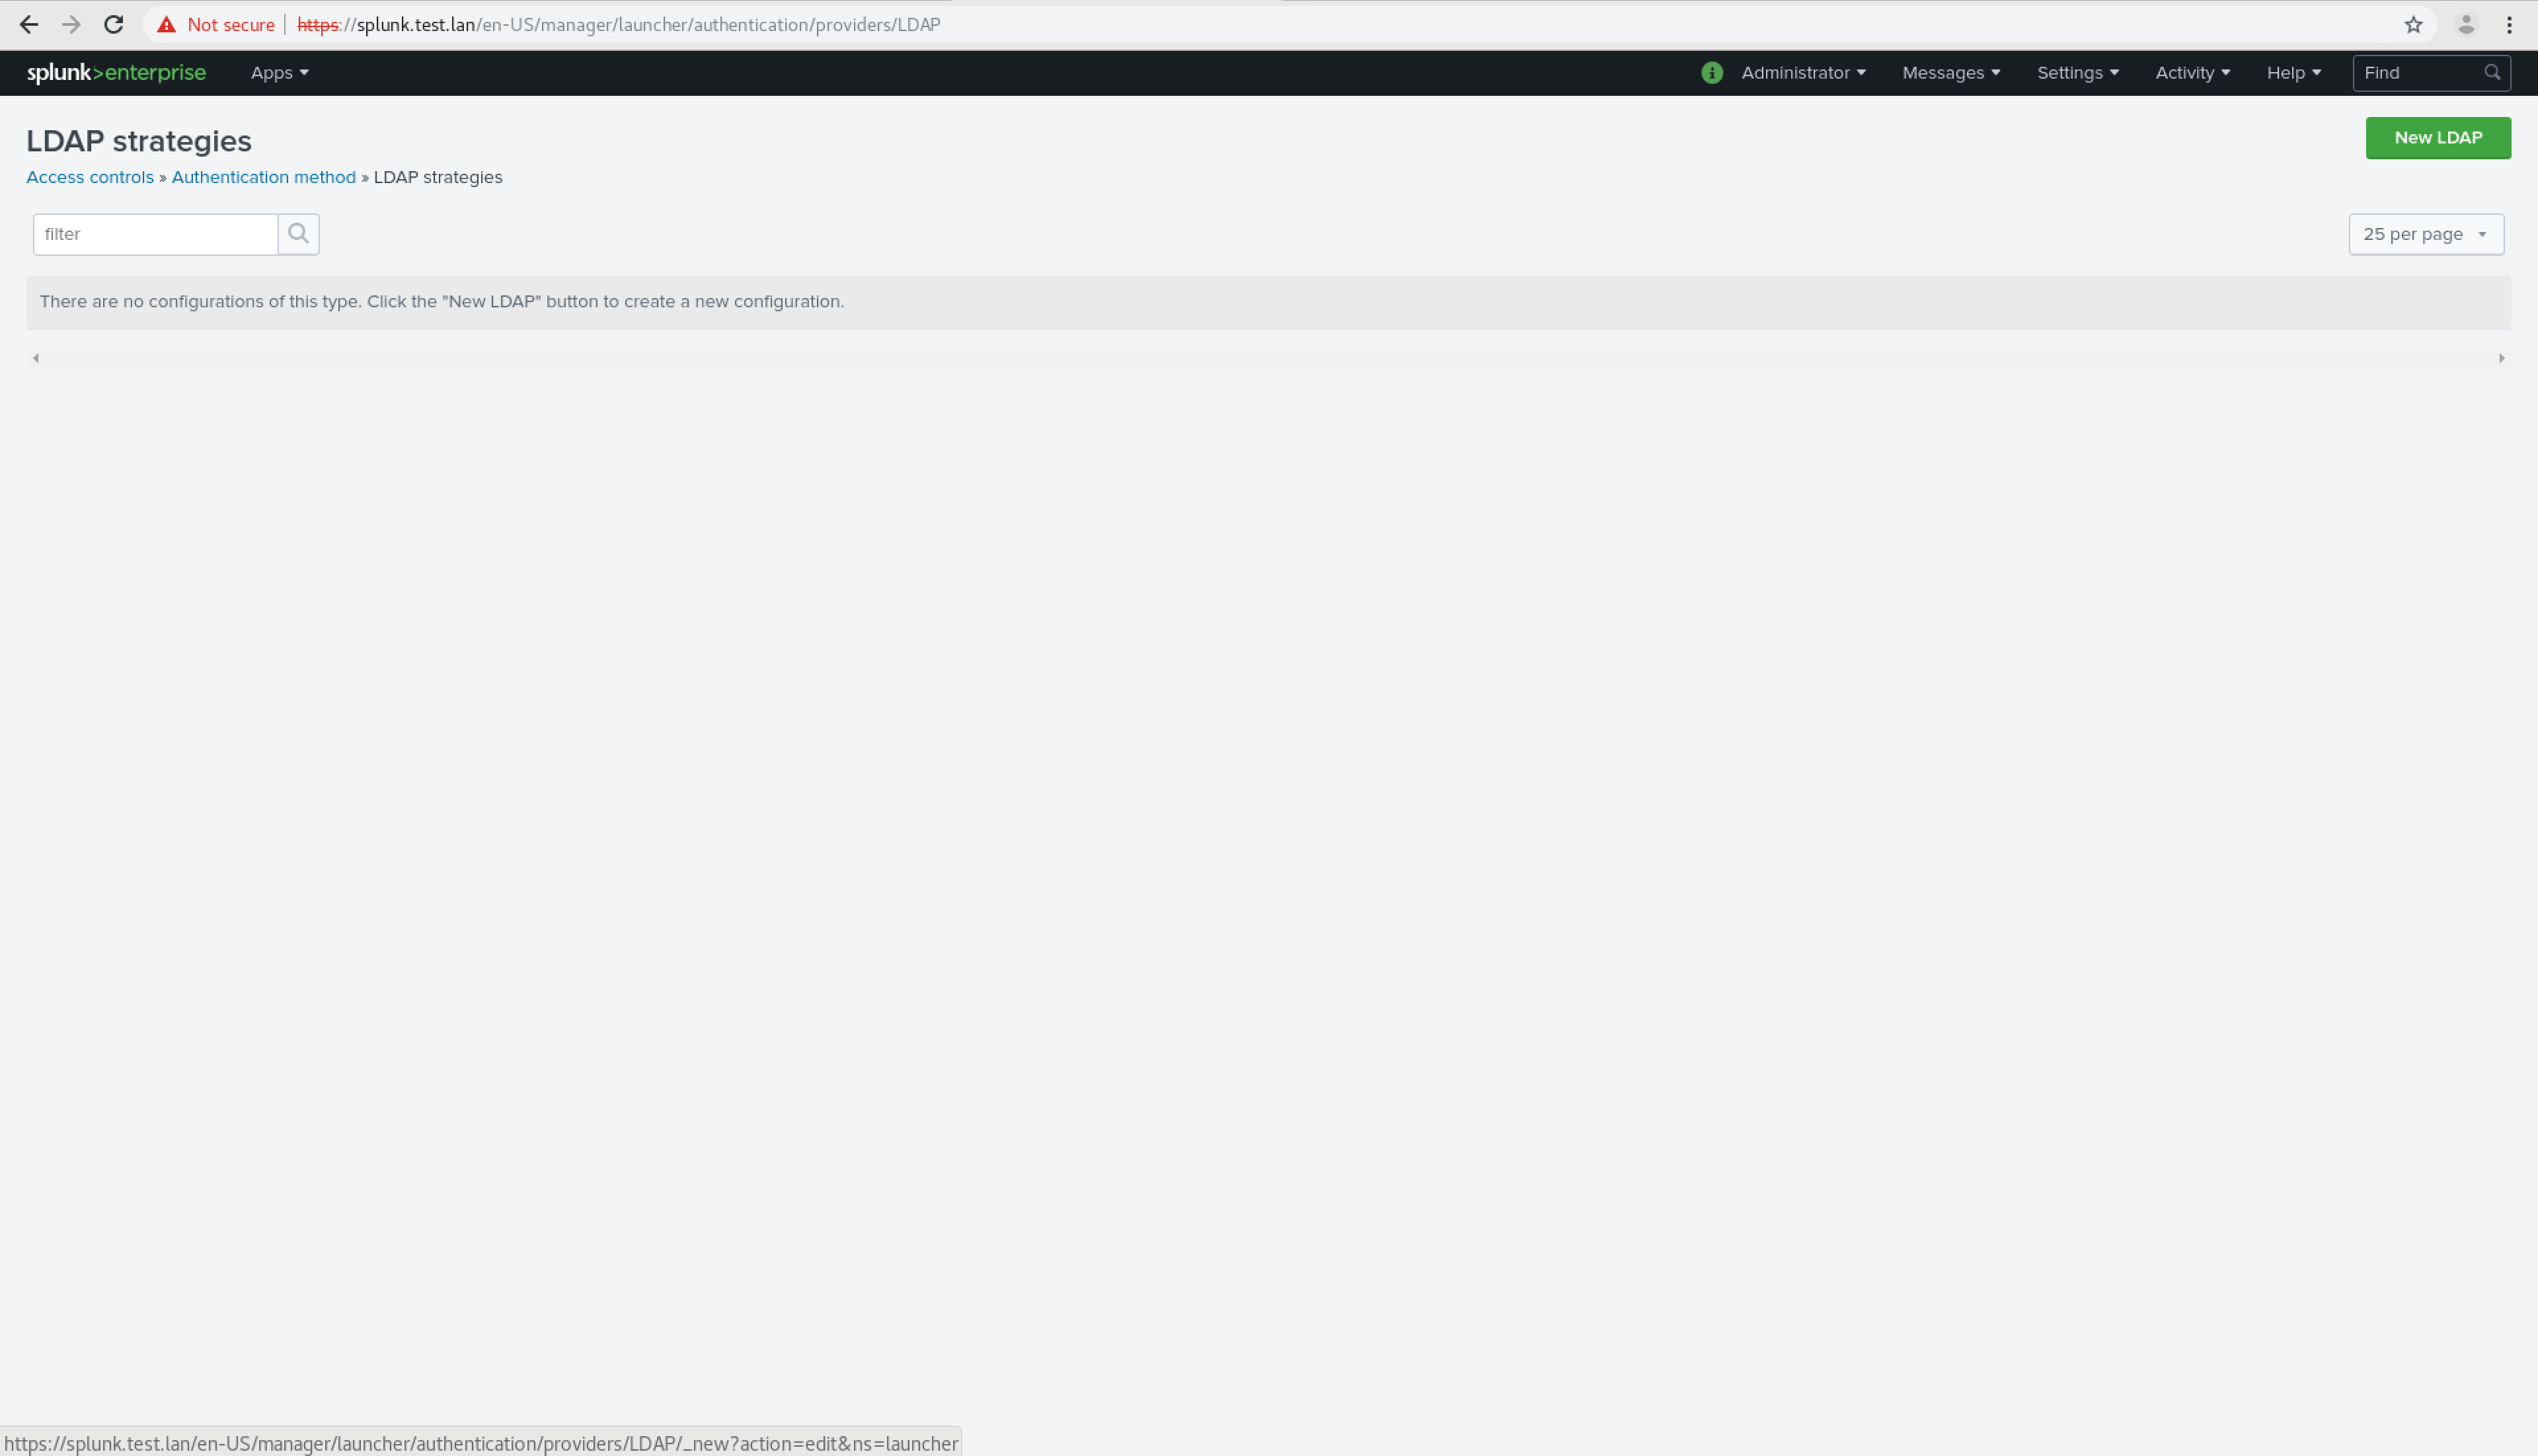 Not secure https://splunk.test.lan/en-US/manager/launcher/authentication/providers/LDAP
splunk>enterprise Apps Administrator Messages Settings Activity Help Find
LDAP strategies
New LDAP
Access controls » Authentication method » LDAP strategies
filter
25 per page
There are no configurations of this type. Click the "New LDAP" button to create a new configuration.
https://splunk.test.lan/en-US/manager/launcher/authentication/providers/LDAP/_new?action=edit&ns=launcher